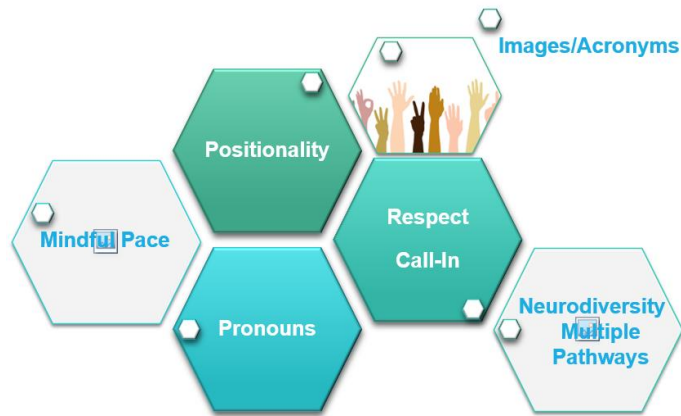 Images/Acronyms
Positionality
Respect
Call-In
Mindful Pace
Pronouns
Neurodiversity
Multiple
Pathways